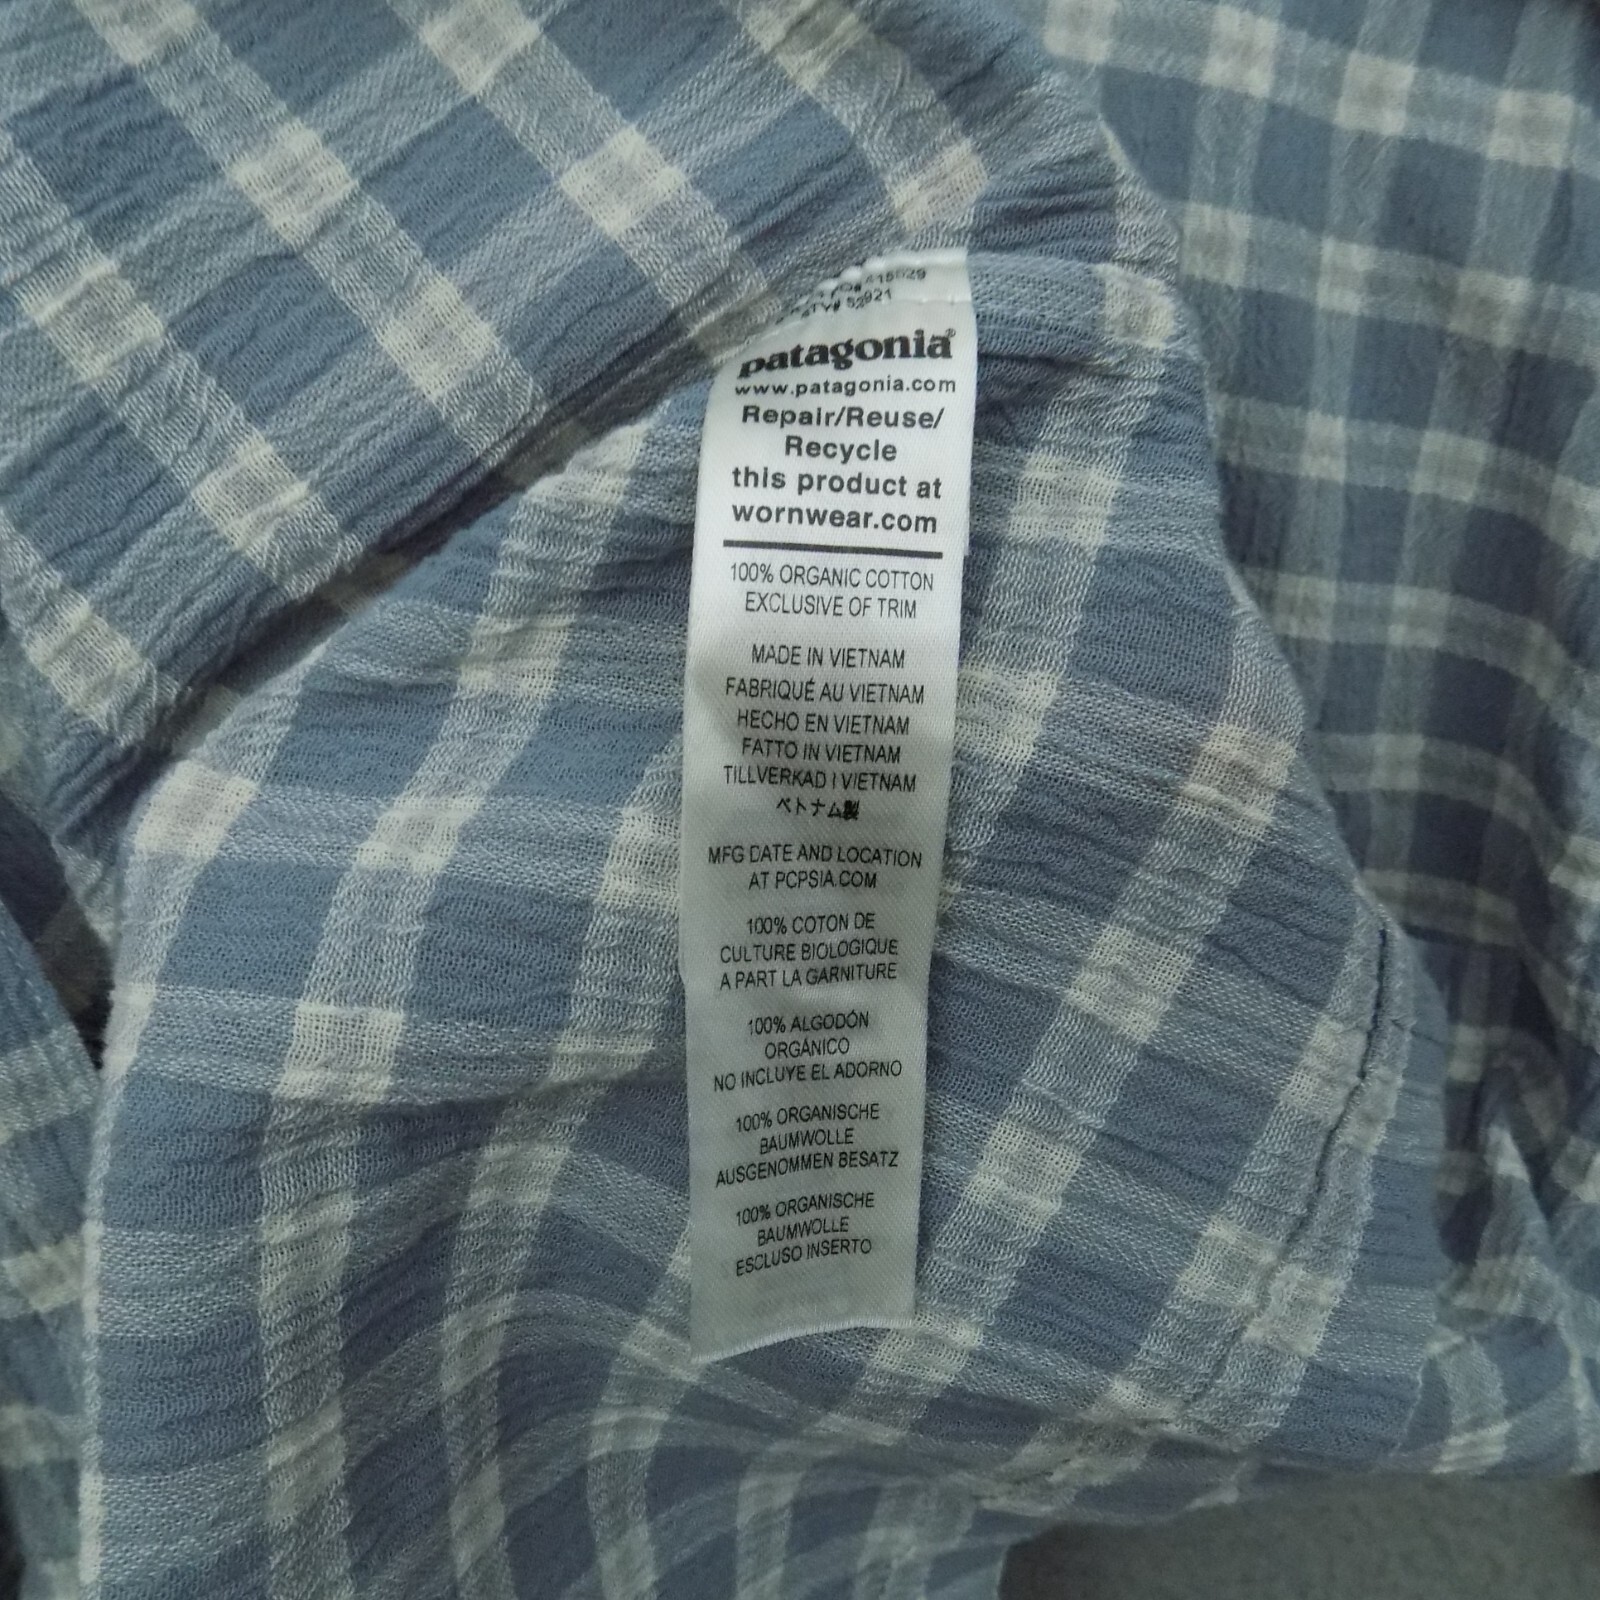 patagonia®
www.patagonia.com
Repair/Reuse/
Recycle
this product at
wornwear.com
100% ORGANIC COTTON
EXCLUSIVE OF TRIM
MADE IN VIETNAM
FABRIQUÉ AU VIETNAM
HECHO EN VIETNAM
FATTO IN VIETNAM
TILLVERKAD I VIETNAM
ベトナム製
MFG DATE AND LOCATION
AT PCPSIA.COM
100% COTON DE
CULTURE BIOLOGIQUE
A PART LA GARNITURE
100% ALGODÓN
ORGÁNICO
NO INCLUYE EL ADORNO
100% ORGANISCHE
BAUMWOLLE
AUSGENOMMEN BESATZ
100% ORGANISCHE
BAUMWOLLE
ESCLUSO INSERTO